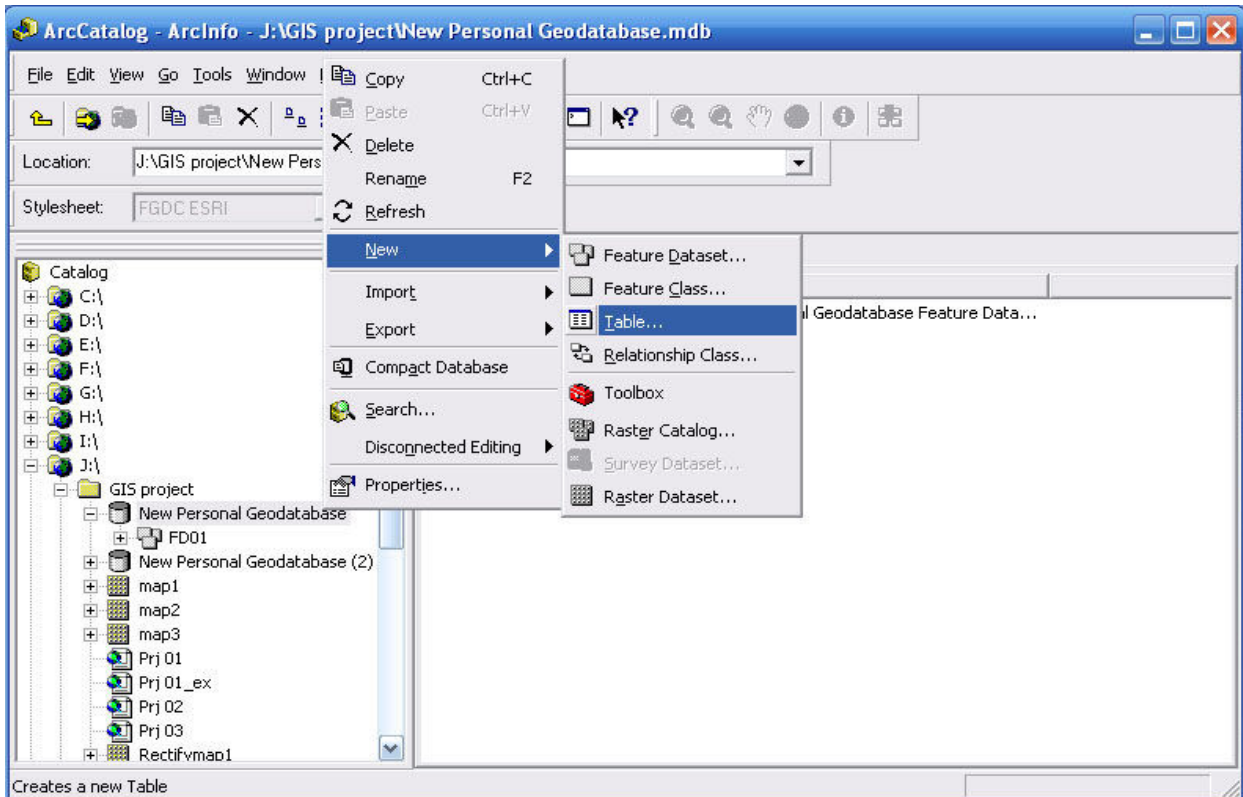 ArcCatalog - ArcInfo - J:\GIS project\New Personal Geodatabase.mdb
File Edit View Go Tools Window
Location: J:\GIS project\New Pers
Stylesheet: FGDC ESRI
Copy Ctrl+C
Paste Ctrl+V
Delete
Rename F2
Refresh
New
Import
Export
Compact Database
Search...
Disconnected Editing
Properties...
Feature Dataset...
Feature Class...
Table...
Relationship Class...
Toolbox
Raster Catalog...
Survey Dataset...
Raster Dataset...
l Geodatabase Feature Data...
Catalog
C:\
D:\
E:\
F:\
G:\
H:\
I:\
J:\
GIS project
New Personal Geodatabase
FD01
New Personal Geodatabase (2)
map1
map2
map3
Prj 01
Prj 01_ex
Prj 02
Prj 03
Rectifymap1
Creates a new Table